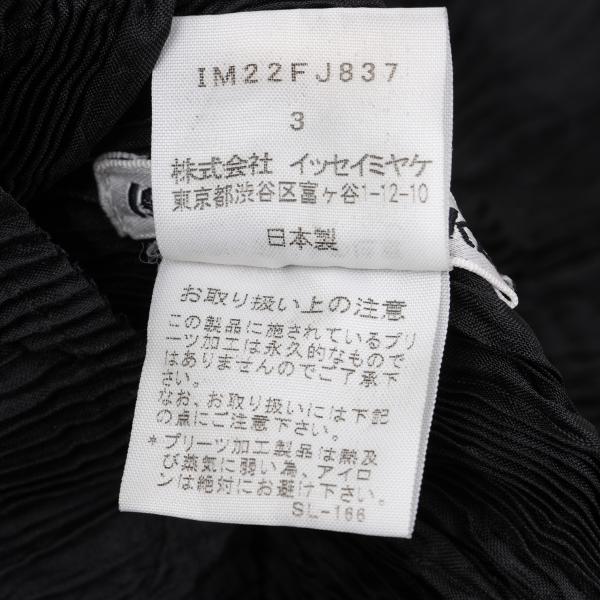 IM22FJ837
3
株式会社 イッセイミヤケ
東京都渋谷区富ヶ谷1-12-10
日本製
お取り扱い上の注意
この製品に施されているプリ
ーツ加工は永久的なもので
はありませんのでご了承下
さい。
なお、お取り扱いには下記
の点にご注意下さい。
*プリーツ加工製品は熱及
び蒸気に弱い為、アイロ
ンは絶対にお避け下さい。
SL-166